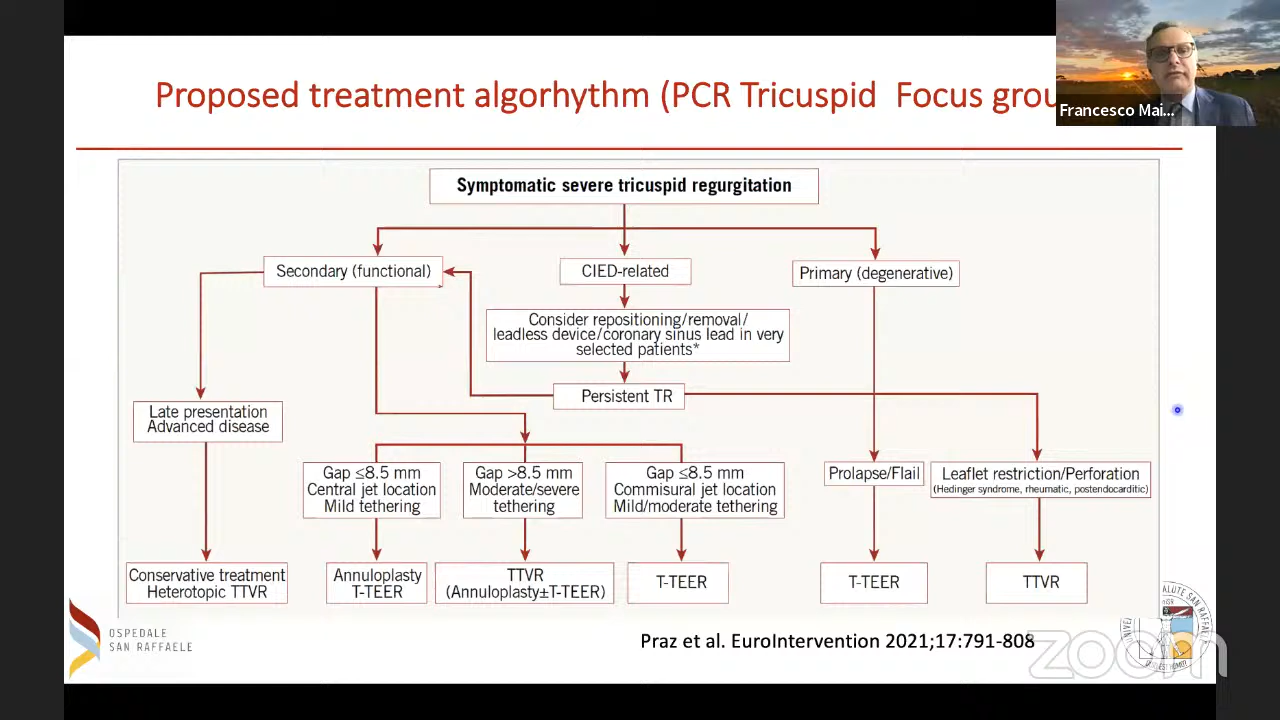 Proposed treatment algorhythm (PCR Tricuspid Focus grou
Francesco Mai...
Symptomatic severe tricuspid regurgitation
Secondary (functional)
CIED-related
Primary (degenerative)
Consider repositioning/removal/
leadless device/coronary sinus lead in very
selected patients*
Persistent TR
Late presentation
Advanced disease
Gap ≤8.5 mm
Central jet location
Mild tethering
Gap >8.5 mm
Moderate/severe
tethering
Gap ≤8.5 mm
Commisural jet location
Mild/moderate tethering
Prolapse/Flail
Leaflet restriction/Perforation
(Hedinger syndrome, rheumatic, postendocarditic)
Conservative treatment
Heterotopic TTVR
Annuloplasty
T-TEER
TTVR
(Annuloplasty±T-TEER)
T-TEER
T-TEER
TTVR
OSPEDALE
SAN RAFFAELE
Praz et al. EuroIntervention 2021;17:791-808
zoom